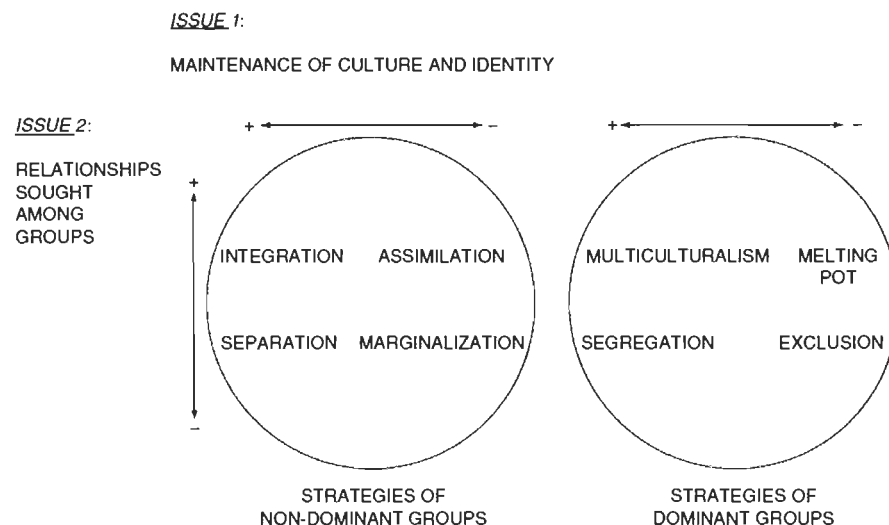 ISSUE 1:
MAINTENANCE OF CULTURE AND IDENTITY
ISSUE 2:
RELATIONSHIPS
SOUGHT
AMONG
GROUPS
+ −
+ −
+
−
INTEGRATION ASSIMILATION
SEPARATION MARGINALIZATION
MULTICULTURALISM MELTING
POT
SEGREGATION EXCLUSION
STRATEGIES OF
NON-DOMINANT GROUPS
STRATEGIES OF
DOMINANT GROUPS